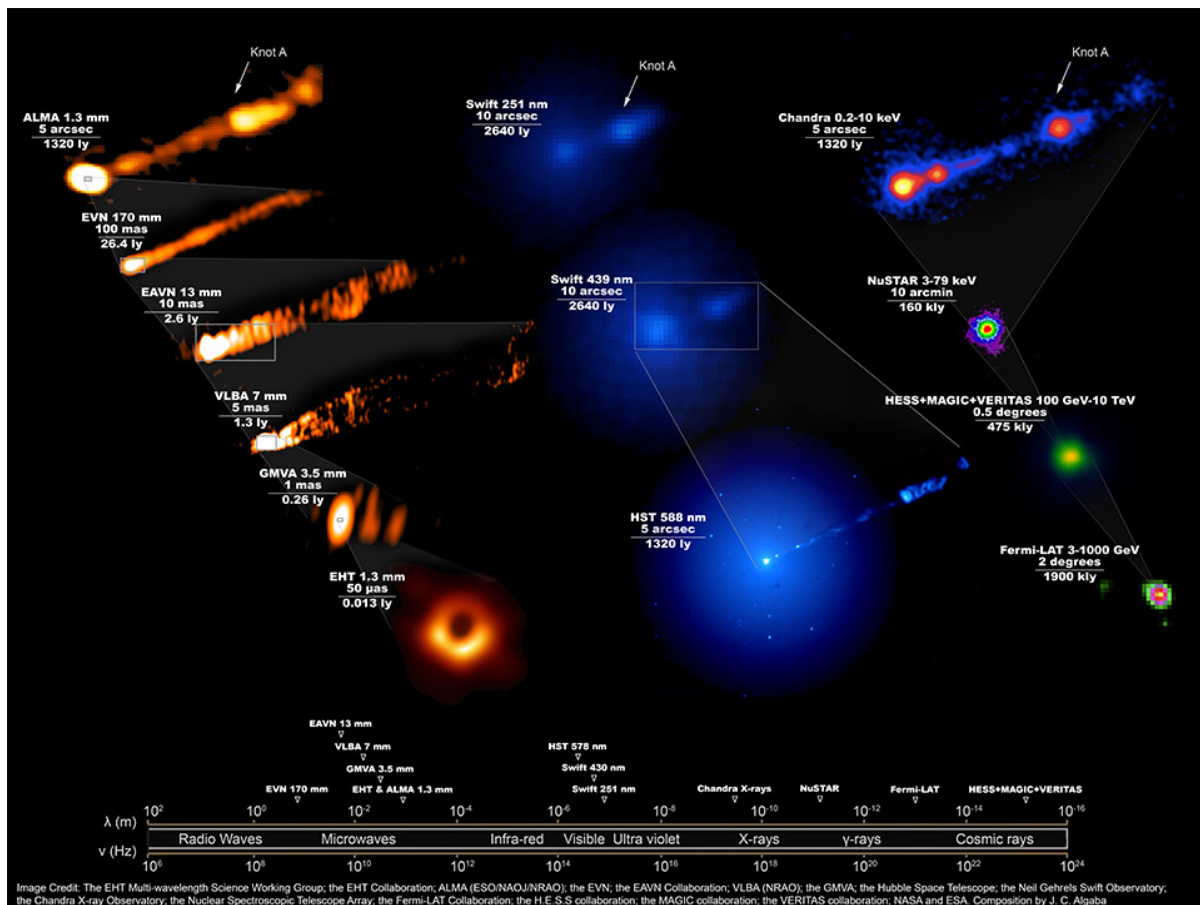 Knot A
ALMA 1.3 mm
5 arcsec
1320 ly
EVN 170 mm
100 mas
26.4 ly
EAVN 13 mm
10 mas
2.6 ly
VLBA 7 mm
5 mas
1.3 ly
GMVA 3.5 mm
1 mas
0.26 ly
EHT 1.3 mm
50 µas
0.013 ly
Knot A
Swift 251 nm
10 arcsec
2640 ly
Swift 439 nm
10 arcsec
2640 ly
HST 588 nm
5 arcsec
1320 ly
Knot A
Chandra 0.2-10 keV
5 arcsec
1320 ly
NuSTAR 3-79 keV
10 arcmin
160 kly
HESS+MAGIC+VERITAS 100 GeV-10 TeV
0.5 degrees
475 kly
Fermi-LAT 3-1000 GeV
2 degrees
1900 kly
EAVN 13 mm
VLBA 7 mm HST 578 nm
GMVA 3.5 mm Swift 430 nm
EVN 170 mm EHT & ALMA 1.3 mm Swift 251 nm Chandra X-rays NuSTAR Fermi-LAT HESS+MAGIC+VERITAS
10² 10⁰ 10⁻² 10⁻⁴ 10⁻⁶ 10⁻⁸ 10⁻¹⁰ 10⁻¹² 10⁻¹⁴ 10⁻¹⁶
λ (m)
Radio Waves Microwaves Infra-red Visible Ultra violet X-rays γ-rays Cosmic rays
ν (Hz)
10⁶ 10⁸ 10¹⁰ 10¹² 10¹⁴ 10¹⁶ 10¹⁸ 10²⁰ 10²² 10²⁴
Image Credit: The EHT Multi-wavelength Science Working Group; the EHT Collaboration; ALMA (ESO/NAOJ/NRAO); the EVN; the EAVN Collaboration; VLBA (NRAO); the GMVA; the Hubble Space Telescope; the Neil Gehrels Swift Observatory;
the Chandra X-ray Observatory; the Nuclear Spectroscopic Telescope Array; the Fermi-LAT Collaboration; the H.E.S.S collaboration; the MAGIC collaboration; the VERITAS collaboration; NASA and ESA. Composition by J. C. Algaba